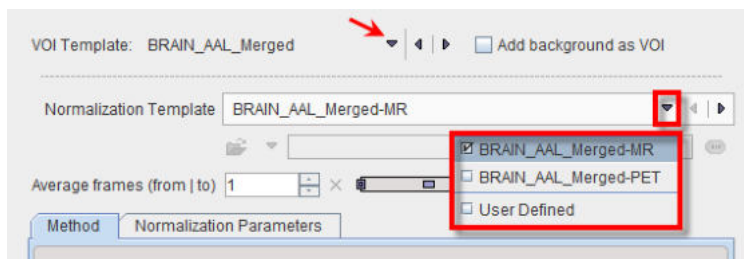 VOI Template: BRAIN_AAL_Merged Add background as VOI
Normalization Template BRAIN_AAL_Merged-MR
BRAIN_AAL_Merged-MR
BRAIN_AAL_Merged-PET
Average frames (from | to) 1
User Defined
Method Normalization Parameters